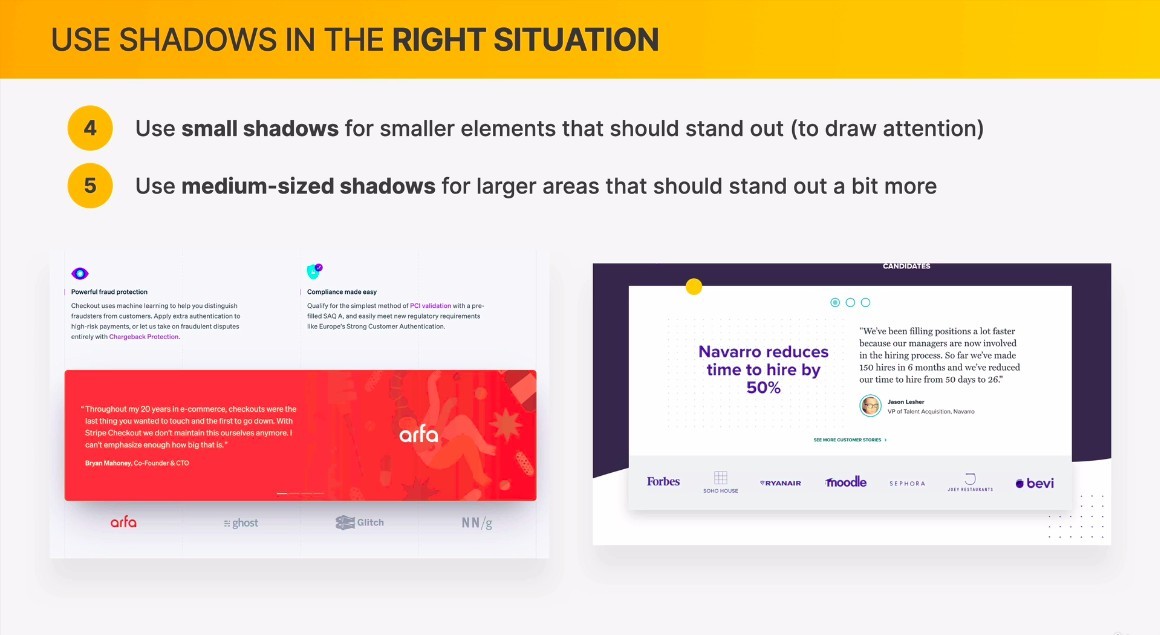 USE SHADOWS IN THE RIGHT SITUATION
4 Use small shadows for smaller elements that should stand out (to draw attention)
5 Use medium-sized shadows for larger areas that should stand out a bit more
Powerful fraud protection
Checkout uses machine learning to help you distinguish
fraudsters from customers. Apply extra authentication to
high-risk payments, or let us take on fraudulent disputes
entirely with Chargeback Protection.
Compliance made easy
Qualify for the simplest method of PCI validation with a pre-
filled SAQ A, and easily meet new regulatory requirements
like Europe's Strong Customer Authentication.
"Throughout my 20 years in e-commerce, checkouts were the
last thing you wanted to touch and the first to go down. With
Stripe Checkout we don't maintain this ourselves anymore. I
can't emphasize enough how big that is."
Bryan Mahoney, Co-Founder & CTO
arfa
arfa
ghost
Glitch
NN/g
CANDIDATES
Navarro reduces
time to hire by
50%
"We've been filling positions a lot faster
because our managers are now involved
in the hiring process. So far we've made
150 hires in 6 months and we've reduced
our time to hire from 50 days to 26."
Jason Lasher
VP of Talent Acquisition, Navarro
SEE MORE CUSTOMER STORIES >
Forbes
SOHO HOUSE
RYANAIR
moodle
SEPHORA
JOEY RESTAURANTS
bevi